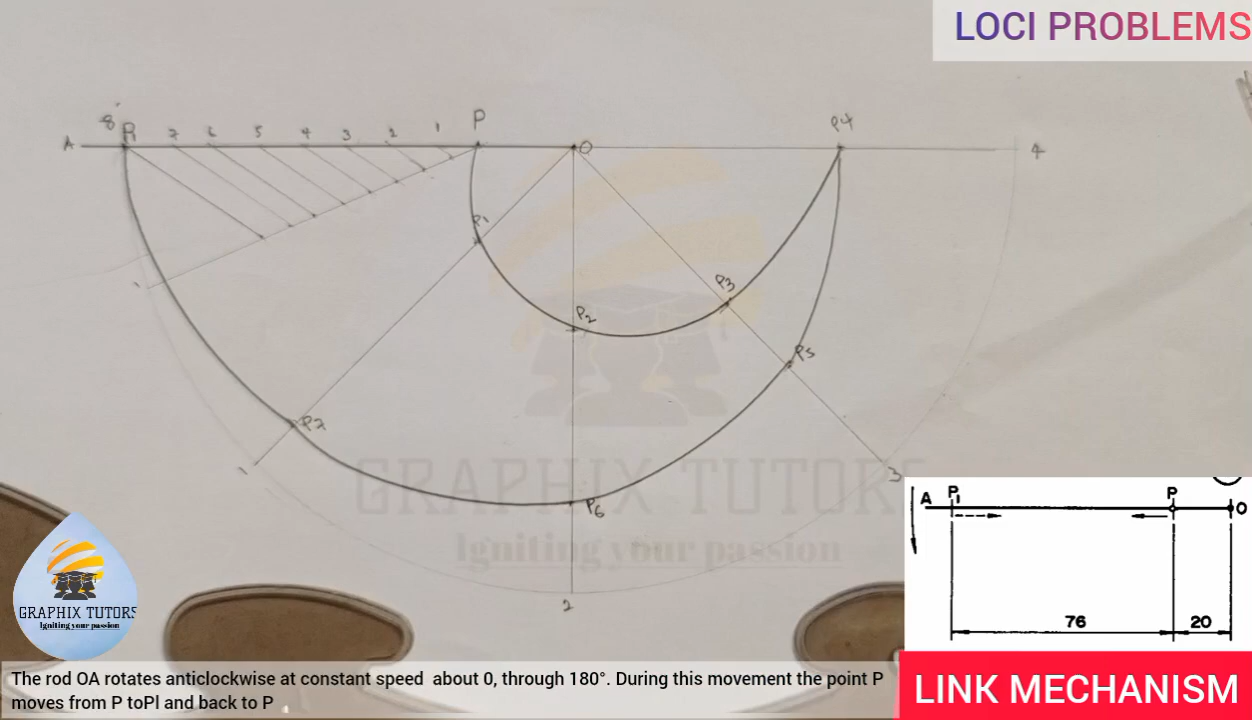 LOCI PROBLEMS
8 P1 7 6 5 4 3 2 1 P
A O P4 4
P1
P2
P3
P5
P7
P6
1
2
3
GRAPHIX TUTORS
Igniting your passion
GRAPHIX TUTORS
Igniting your passion
A P1 P O
76 20
The rod OA rotates anticlockwise at constant speed about 0, through 180°. During this movement the point P
moves from P toPl and back to P
LINK MECHANISM